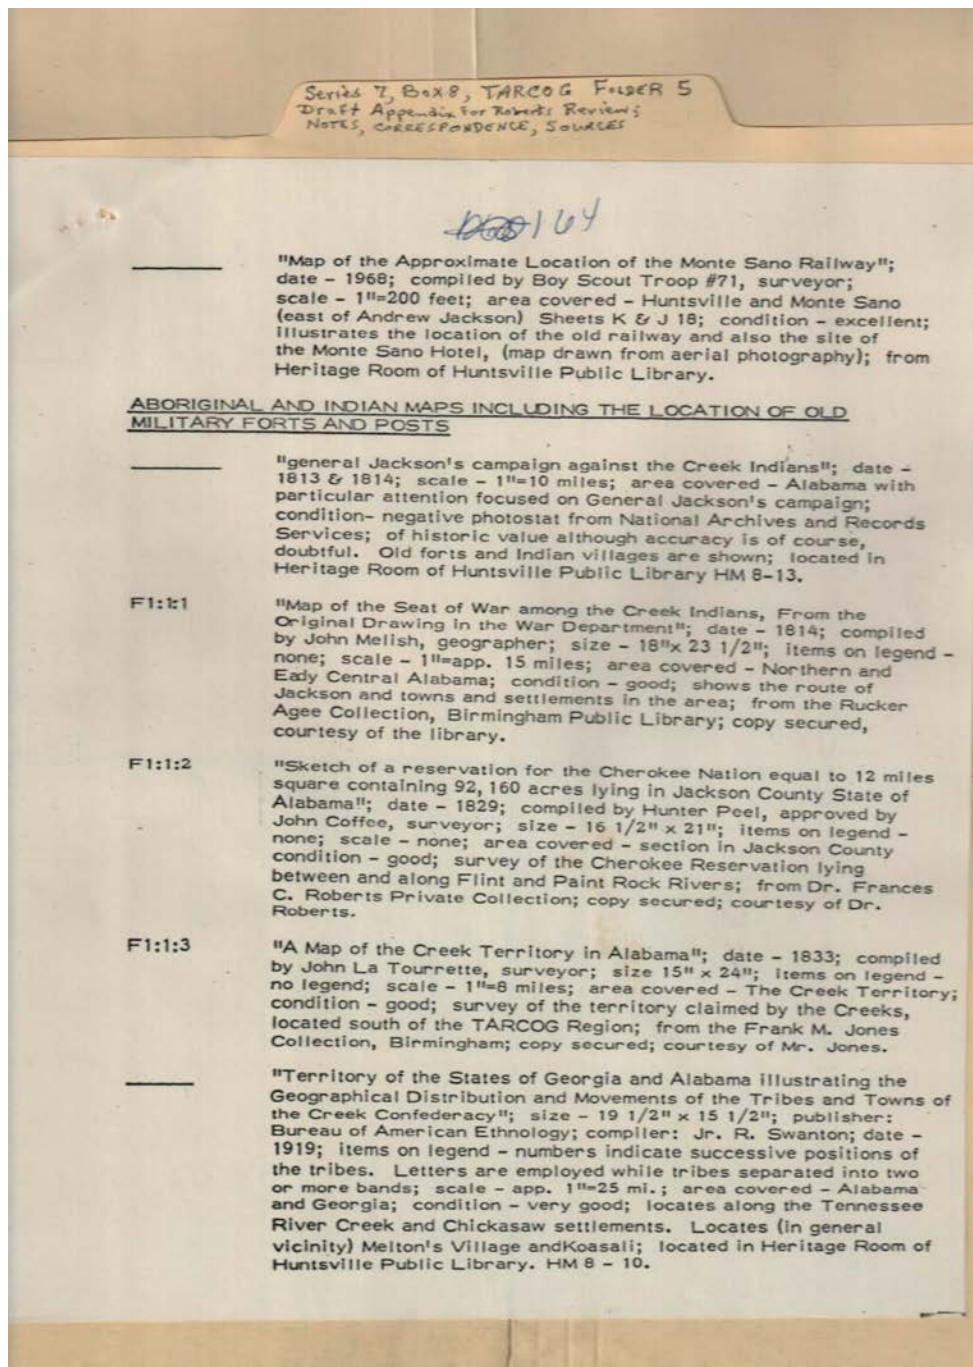 Series 7, Box 8, TARCOG FOLDER 5
Draft Appendix For Roberts Review;
NOTES, CORRESPONDENCE, SOURCES
164
"Map of the Approximate Location of the Monte Sano Railway";
date - 1968; compiled by Boy Scout Troop #71, surveyor;
scale - 1"=200 feet; area covered - Huntsville and Monte Sano
(east of Andrew Jackson) Sheets K & J 18; condition - excellent;
illustrates the location of the old railway and also the site of
the Monte Sano Hotel, (map drawn from aerial photography); from
Heritage Room of Huntsville Public Library.
ABORIGINAL AND INDIAN MAPS INCLUDING THE LOCATION OF OLD
MILITARY FORTS AND POSTS
"general Jackson's campaign against the Creek Indians"; date -
1813 & 1814; scale - 1"=10 miles; area covered - Alabama with
particular attention focused on General Jackson's campaign;
condition- negative photostat from National Archives and Records
Services; of historic value although accuracy is of course,
doubtful. Old forts and Indian villages are shown; located in
Heritage Room of Huntsville Public Library HM 8-13.
F1:1:1 "Map of the Seat of War among the Creek Indians, From the
Original Drawing in the War Department"; date - 1814; compiled
by John Melish, geographer; size - 18"x 23 1/2"; items on legend -
none; scale - 1"=app. 15 miles; area covered - Northern and
Eady Central Alabama; condition - good; shows the route of
Jackson and towns and settlements in the area; from the Rucker
Agee Collection, Birmingham Public Library; copy secured,
courtesy of the library.
F1:1:2 "Sketch of a reservation for the Cherokee Nation equal to 12 miles
square containing 92, 160 acres lying in Jackson County State of
Alabama"; date - 1829; compiled by Hunter Peel, approved by
John Coffee, surveyor; size - 16 1/2" x 21"; items on legend -
none; scale - none; area covered - section in Jackson County
condition - good; survey of the Cherokee Reservation lying
between and along Flint and Paint Rock Rivers; from Dr. Frances
C. Roberts Private Collection; copy secured; courtesy of Dr.
Roberts.
F1:1:3 "A Map of the Creek Territory in Alabama"; date - 1833; compiled
by John La Tourrette, surveyor; size 15" x 24"; items on legend -
no legend; scale - 1"=8 miles; area covered - The Creek Territory;
condition - good; survey of the territory claimed by the Creeks,
located south of the TARCOG Region; from the Frank M. Jones
Collection, Birmingham; copy secured; courtesy of Mr. Jones.
"Territory of the States of Georgia and Alabama illustrating the
Geographical Distribution and Movements of the Tribes and Towns of
the Creek Confederacy"; size - 19 1/2" x 15 1/2"; publisher:
Bureau of American Ethnology; compiler: Jr. R. Swanton; date -
1919; items on legend - numbers indicate successive positions of
the tribes. Letters are employed while tribes separated into two
or more bands; scale - app. 1"=25 mi.; area covered - Alabama
and Georgia; condition - very good; locates along the Tennessee
River Creek and Chickasaw settlements. Locates (in general
vicinity) Melton's Village andKoasali; located in Heritage Room of
Huntsville Public Library. HM 8 - 10.